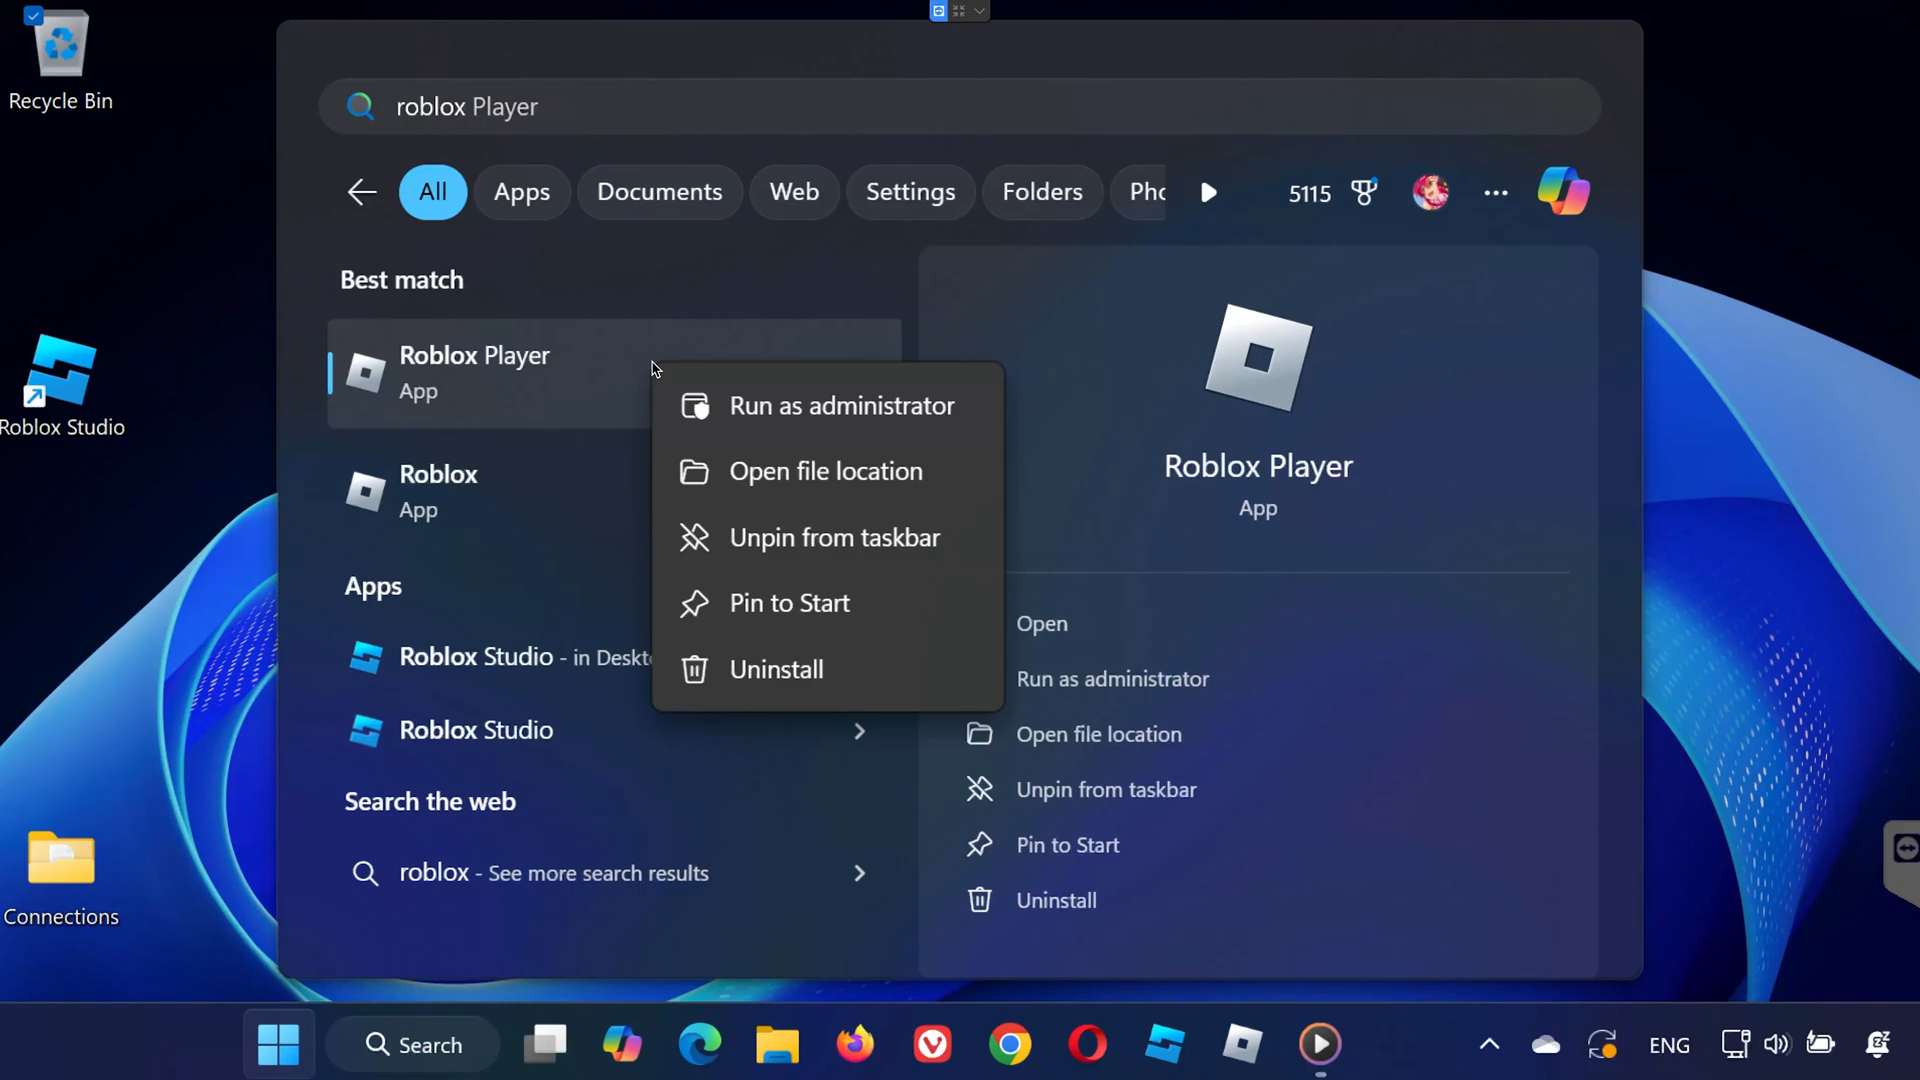 Recycle Bin
Roblox Studio
Connections
roblox Player
All
Apps
Documents
Web
Settings
Folders
Pho
5115
Best match
Roblox Player
App
Roblox
App
Apps
Roblox Studio - in Deskto
Roblox Studio
Search the web
roblox - See more search results
Run as administrator
Open file location
Unpin from taskbar
Pin to Start
Uninstall
Roblox Player
App
Open
Run as administrator
Open file location
Unpin from taskbar
Pin to Start
Uninstall
Search
ENG